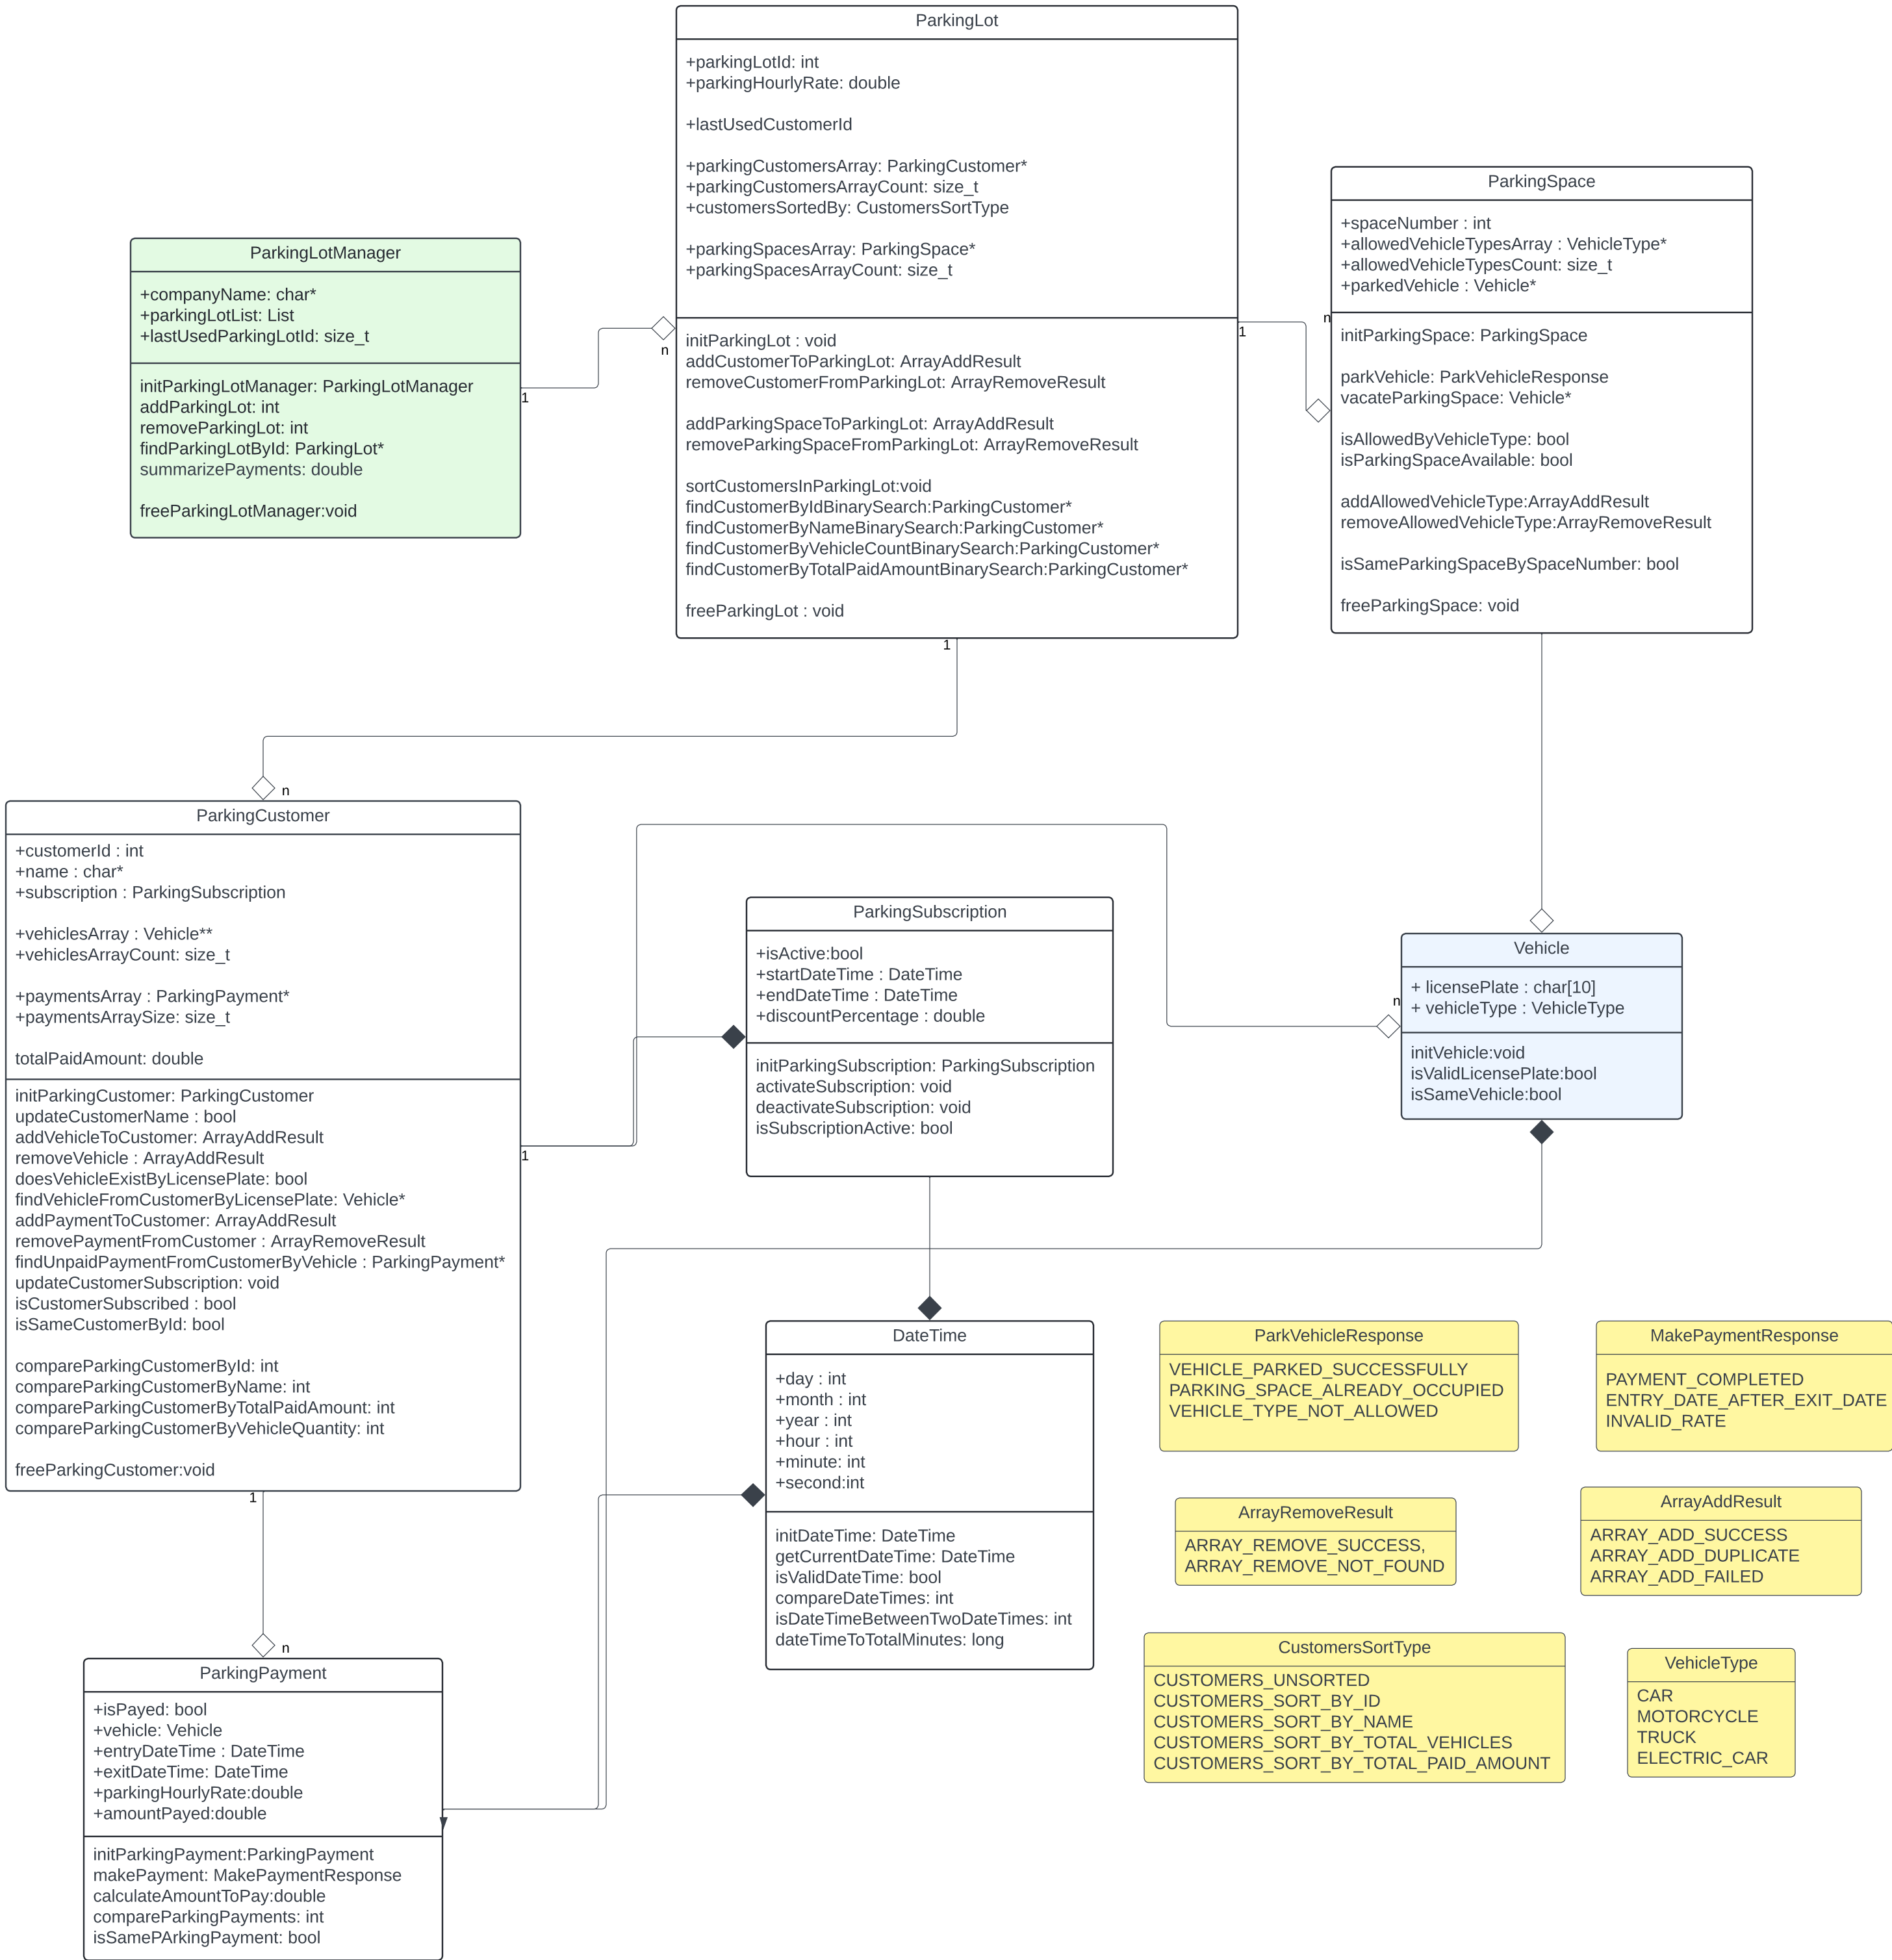 ParkingLot
+parkingLotId: int
+parkingHourlyRate: double
+lastUsedCustomerId
+parkingCustomersArray: ParkingCustomer*
+parkingCustomersArrayCount: size_t
+customersSortedBy: CustomersSortType
+parkingSpacesArray: ParkingSpace*
+parkingSpacesArrayCount: size_t
initParkingLot : void
addCustomerToParkingLot: ArrayAddResult
removeCustomerFromParkingLot: ArrayRemoveResult
addParkingSpaceToParkingLot: ArrayAddResult
removeParkingSpaceFromParkingLot: ArrayRemoveResult
sortCustomersInParkingLot:void
findCustomerByIdBinarySearch:ParkingCustomer*
findCustomerByNameBinarySearch:ParkingCustomer*
findCustomerByVehicleCountBinarySearch:ParkingCustomer*
findCustomerByTotalPaidAmountBinarySearch:ParkingCustomer*
freeParkingLot : void
1
n
1
ParkingSpace
+spaceNumber : int
+allowedVehicleTypesArray : VehicleType*
+allowedVehicleTypesCount: size_t
+parkedVehicle : Vehicle*
initParkingSpace: ParkingSpace
parkVehicle: ParkVehicleResponse
vacateParkingSpace: Vehicle*
isAllowedByVehicleType: bool
isParkingSpaceAvailable: bool
addAllowedVehicleType:ArrayAddResult
removeAllowedVehicleType:ArrayRemoveResult
isSameParkingSpaceBySpaceNumber: bool
freeParkingSpace: void
ParkingLotManager
+companyName: char*
+parkingLotList: List
+lastUsedParkingLotId: size_t
initParkingLotManager: ParkingLotManager
addParkingLot: int
removeParkingLot: int
findParkingLotById: ParkingLot*
summarizePayments: double
freeParkingLotManager:void
1
n
n
ParkingCustomer
+customerId : int
+name : char*
+subscription : ParkingSubscription
+vehiclesArray : Vehicle**
+vehiclesArrayCount: size_t
+paymentsArray : ParkingPayment*
+paymentsArraySize: size_t
totalPaidAmount: double
initParkingCustomer: ParkingCustomer
updateCustomerName : bool
addVehicleToCustomer: ArrayAddResult
removeVehicle : ArrayAddResult
doesVehicleExistByLicensePlate: bool
findVehicleFromCustomerByLicensePlate: Vehicle*
addPaymentToCustomer: ArrayAddResult
removePaymentFromCustomer : ArrayRemoveResult
findUnpaidPaymentFromCustomerByVehicle : ParkingPayment*
updateCustomerSubscription: void
isCustomerSubscribed : bool
isSameCustomerById: bool
compareParkingCustomerById: int
compareParkingCustomerByName: int
compareParkingCustomerByTotalPaidAmount: int
compareParkingCustomerByVehicleQuantity: int
freeParkingCustomer:void
1
1
ParkingSubscription
+isActive:bool
+startDateTime : DateTime
+endDateTime : DateTime
+discountPercentage : double
initParkingSubscription: ParkingSubscription
activateSubscription: void
deactivateSubscription: void
isSubscriptionActive: bool
n
Vehicle
+ licensePlate : char[10]
+ vehicleType : VehicleType
initVehicle:void
isValidLicensePlate:bool
isSameVehicle:bool
DateTime
+day : int
+month : int
+year : int
+hour : int
+minute: int
+second:int
initDateTime: DateTime
getCurrentDateTime: DateTime
isValidDateTime: bool
compareDateTimes: int
isDateTimeBetweenTwoDateTimes: int
dateTimeToTotalMinutes: long
ParkVehicleResponse
VEHICLE_PARKED_SUCCESSFULLY
PARKING_SPACE_ALREADY_OCCUPIED
VEHICLE_TYPE_NOT_ALLOWED
MakePaymentResponse
PAYMENT_COMPLETED
ENTRY_DATE_AFTER_EXIT_DATE
INVALID_RATE
ArrayRemoveResult
ARRAY_REMOVE_SUCCESS,
ARRAY_REMOVE_NOT_FOUND
ArrayAddResult
ARRAY_ADD_SUCCESS
ARRAY_ADD_DUPLICATE
ARRAY_ADD_FAILED
CustomersSortType
CUSTOMERS_UNSORTED
CUSTOMERS_SORT_BY_ID
CUSTOMERS_SORT_BY_NAME
CUSTOMERS_SORT_BY_TOTAL_VEHICLES
CUSTOMERS_SORT_BY_TOTAL_PAID_AMOUNT
VehicleType
CAR
MOTORCYCLE
TRUCK
ELECTRIC_CAR
n
ParkingPayment
+isPayed: bool
+vehicle: Vehicle
+entryDateTime : DateTime
+exitDateTime: DateTime
+parkingHourlyRate:double
+amountPayed:double
initParkingPayment:ParkingPayment
makePayment: MakePaymentResponse
calculateAmountToPay:double
compareParkingPayments: int
isSamePArkingPayment: bool